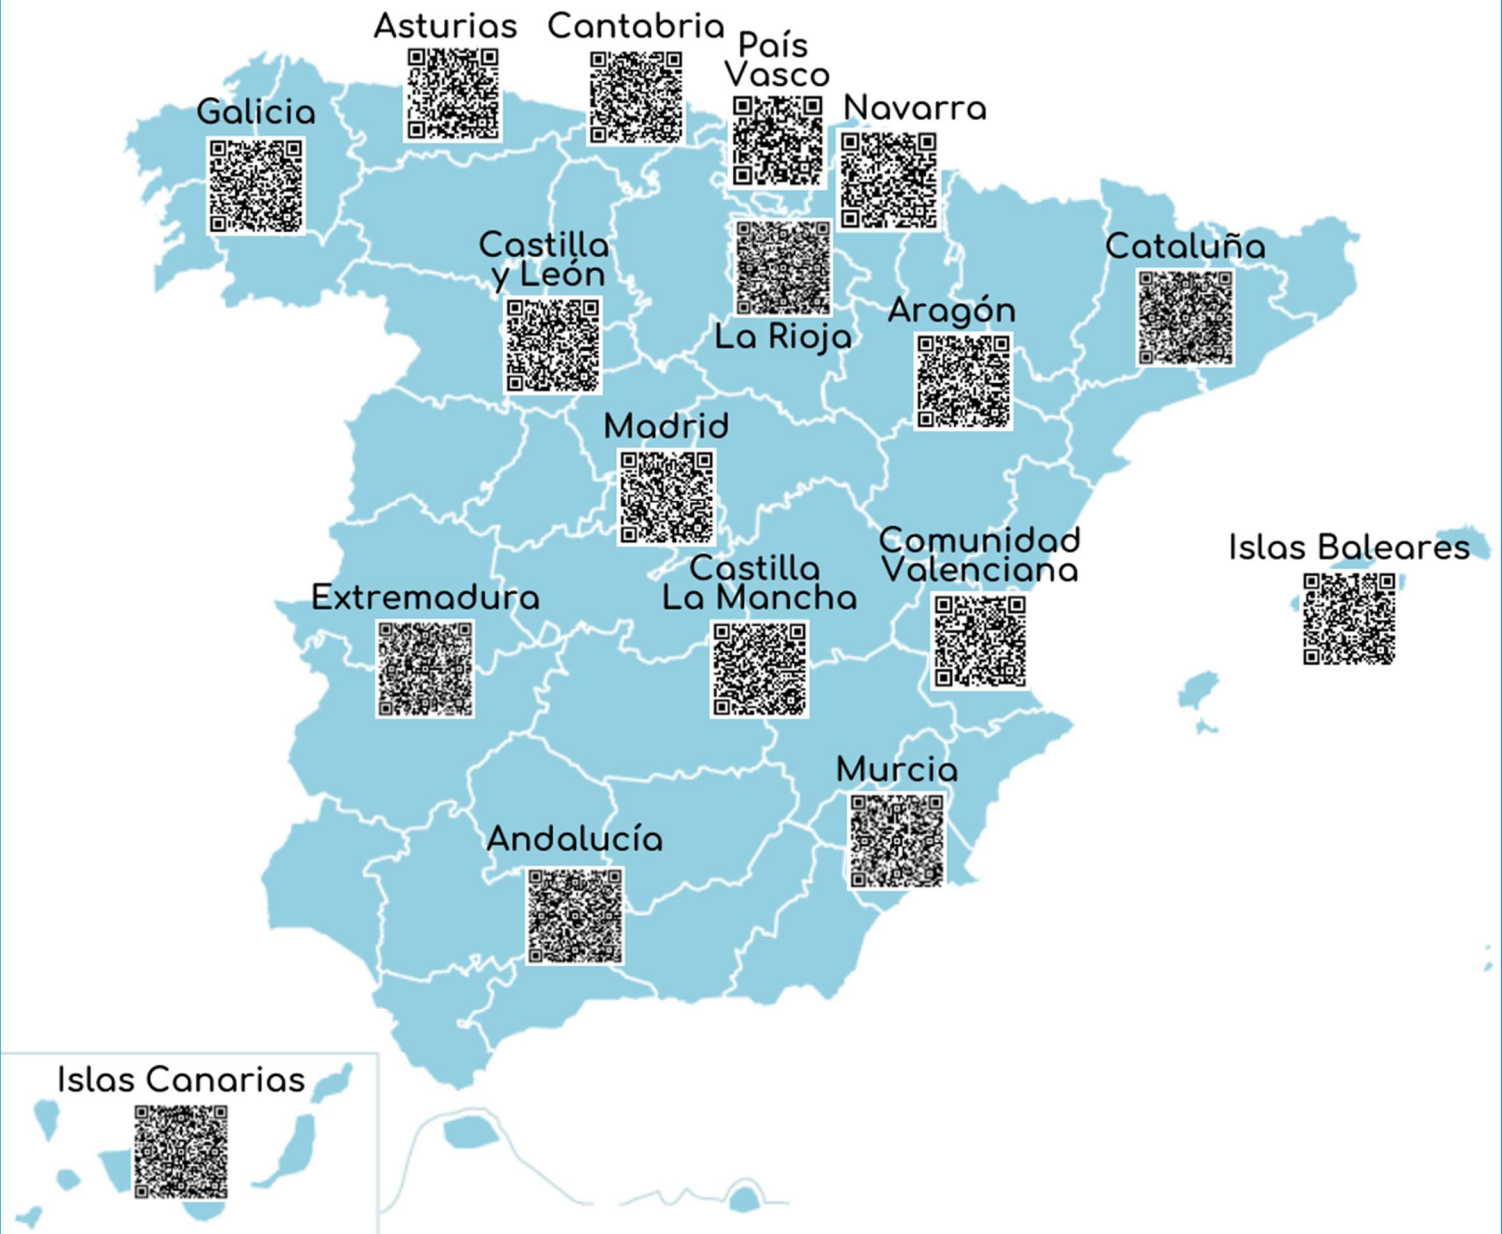 Asturias
Cantabria
País
Vasco
Navarra
Galicia
Castilla
y León
La Rioja
Aragón
Cataluña
Madrid
Comunidad
Valenciana
Islas Baleares
Castilla
La Mancha
Extremadura
Murcia
Andalucía
Islas Canarias